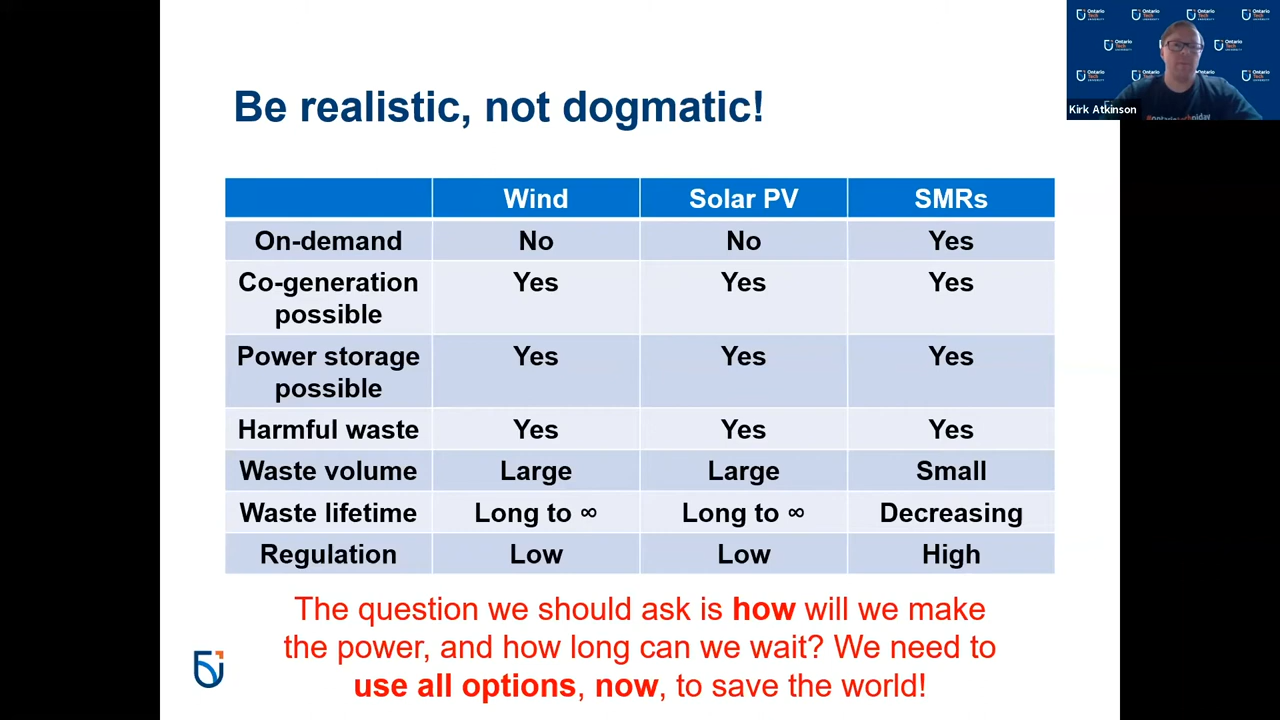 Be realistic, not dogmatic!
Wind Solar PV SMRs
On-demand No No Yes
Co-generation possible Yes Yes Yes
Power storage possible Yes Yes Yes
Harmful waste Yes Yes Yes
Waste volume Large Large Small
Waste lifetime Long to ∞ Long to ∞ Decreasing
Regulation Low Low High
The question we should ask is how will we make
the power, and how long can we wait? We need to
use all options, now, to save the world!
Kirk Atkinson
Ontario
Tech
UNIVERSITY